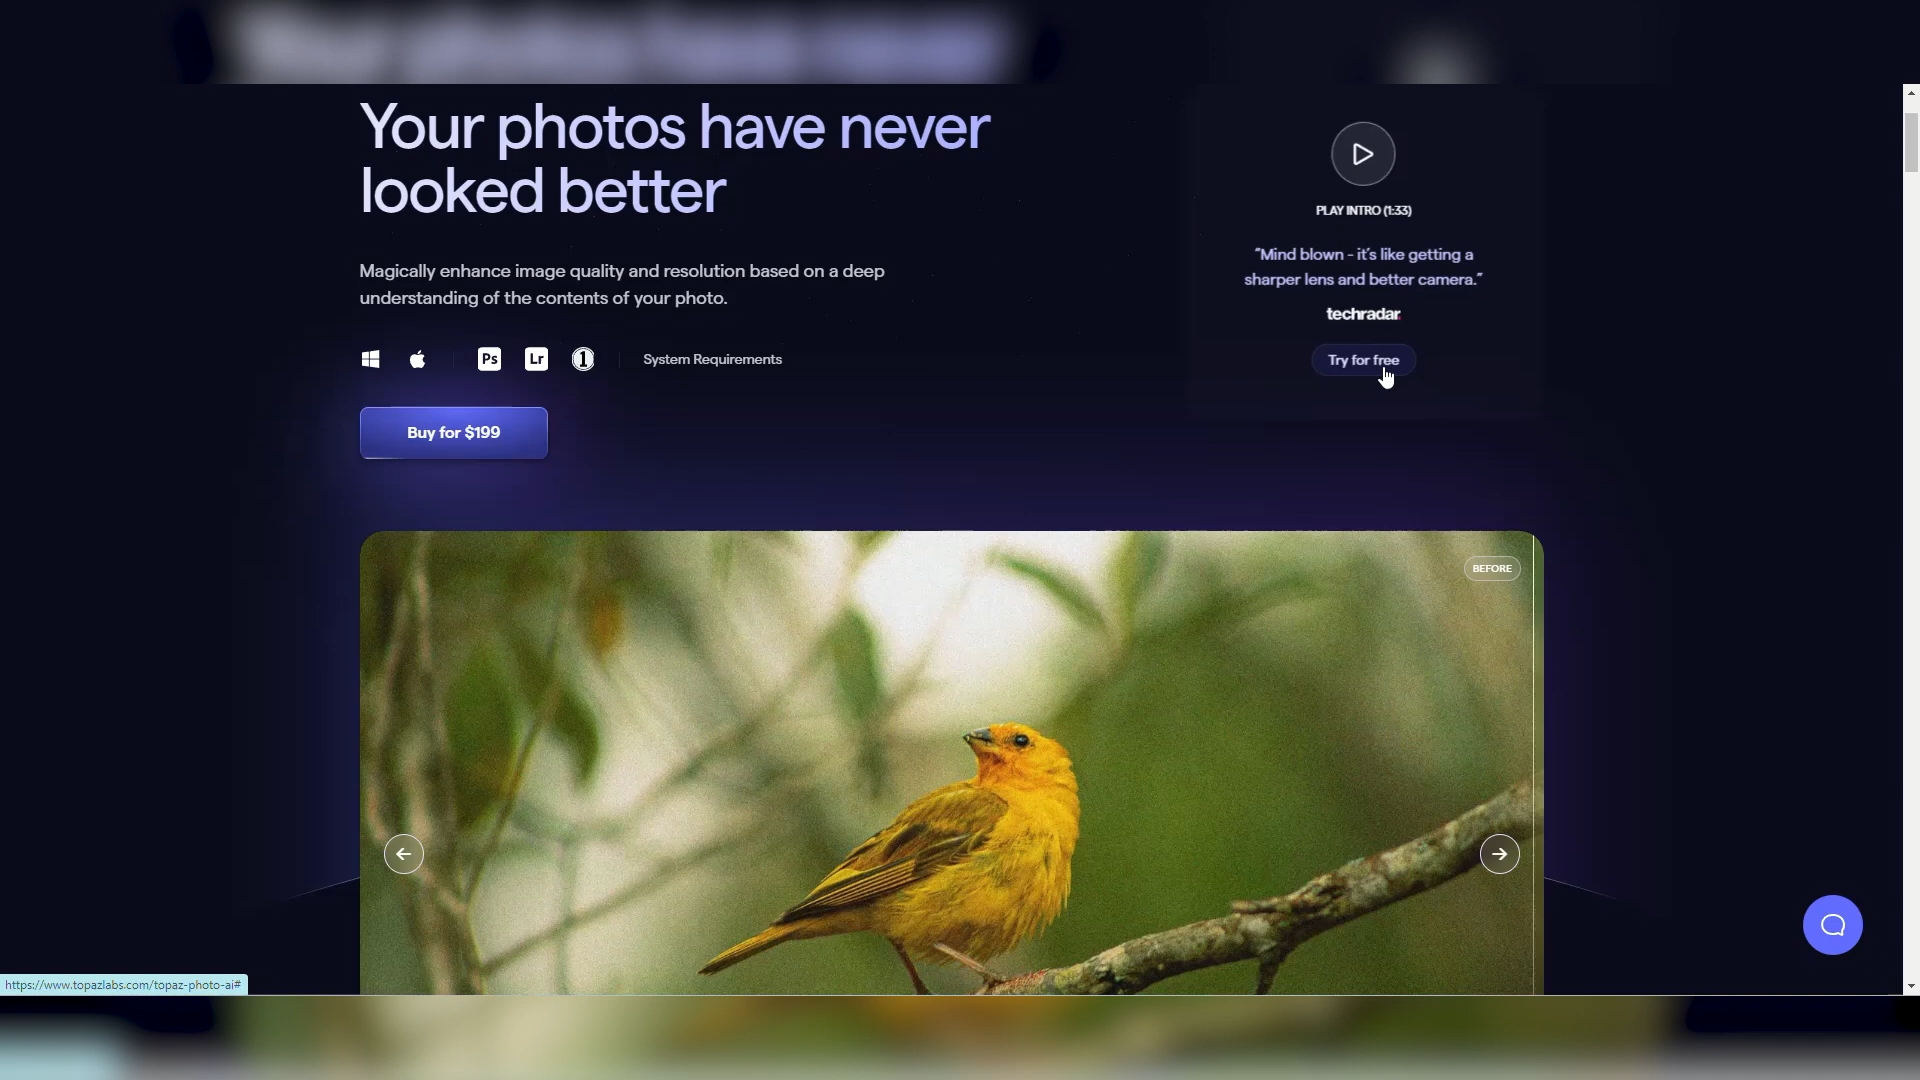 Your photos have never
looked better
Magically enhance image quality and resolution based on a deep
understanding of the contents of your photo.
Ps
Lr
1
System Requirements
Buy for $199
PLAY INTRO (1:33)
“Mind blown - it’s like getting a
sharper lens and better camera.”
techradar.
Try for free
BEFORE
https://www.topazlabs.com/topaz-photo-ai#